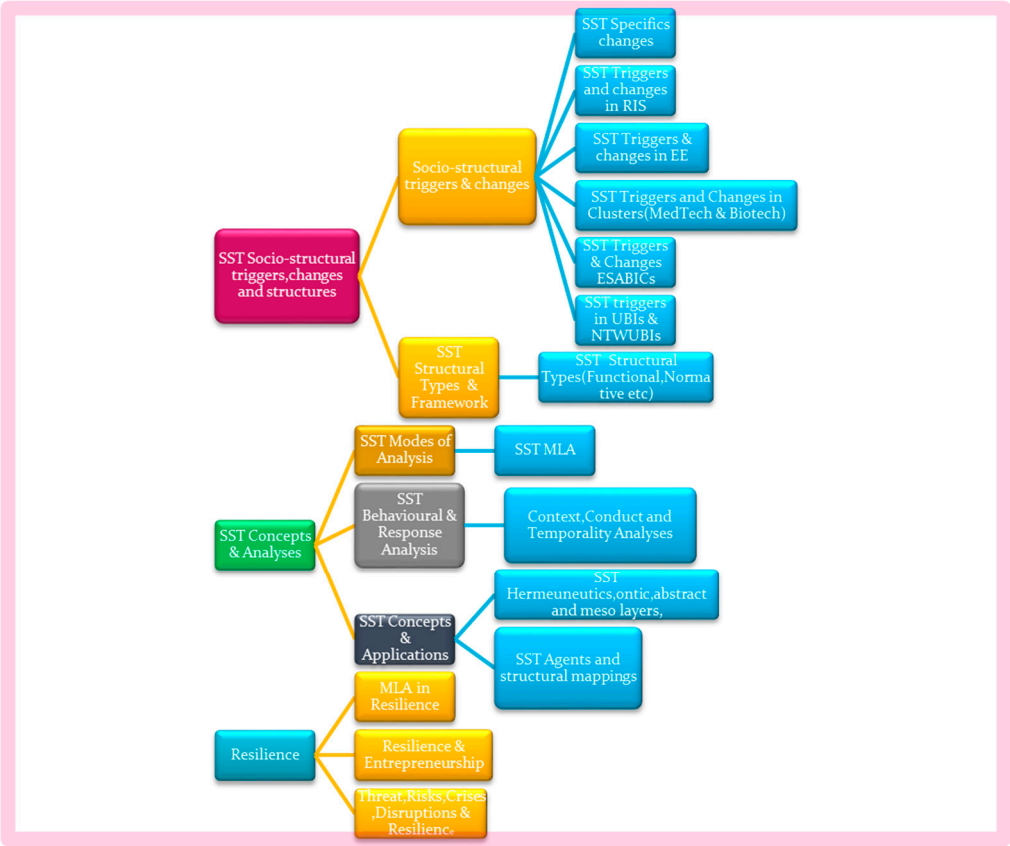 SST Specifics
changes
SST Triggers
and changes
in RIS
SST Triggers &
changes in EE
Socio-structural
triggers & changes
SST Triggers and Changes in
Clusters(MedTech & Biotech)
SST Triggers
& Changes
ESABICs
SST Socio-structural
triggers,changes
and structures
SST triggers
in UBIs &
NTWUBIs
SST
Structural
Types &
Framework
SST Structural
Types(Functional,Norma
tive etc)
SST Modes of
Analysis
SST MLA
SST
Behavioural &
Response
Analysis
Context,Conduct and
Temporality Analyses
SST Concepts
& Analyses
SST
Hermeuneutics,ontic,abstract
and meso layers,
SST Concepts
&
Applications
SST Agents and
structural mappings
MLA in
Resilience
Resilience
Resilience &
Entrepreneurship
Threat,Risks,Crises
,Disruptions &
Resilience